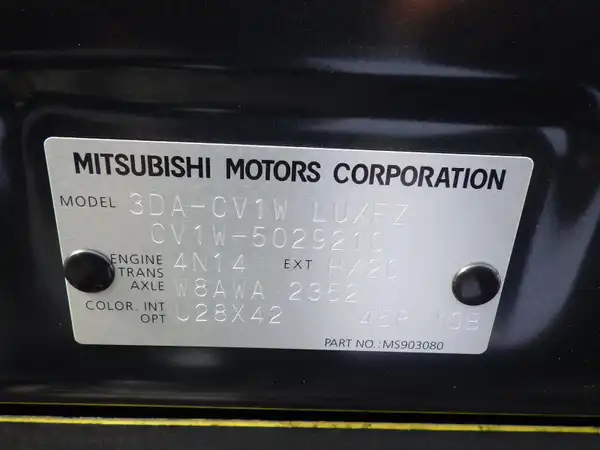 MITSUBISHI MOTORS CORPORATION
MODEL 3DA-CV1W LU/FZ
CV1W-5029210
ENGINE 4N14 EXT H/20
TRANS AXLE W8AWA 2352
COLOR. INT OPT U28X42
PART NO.: MS903080